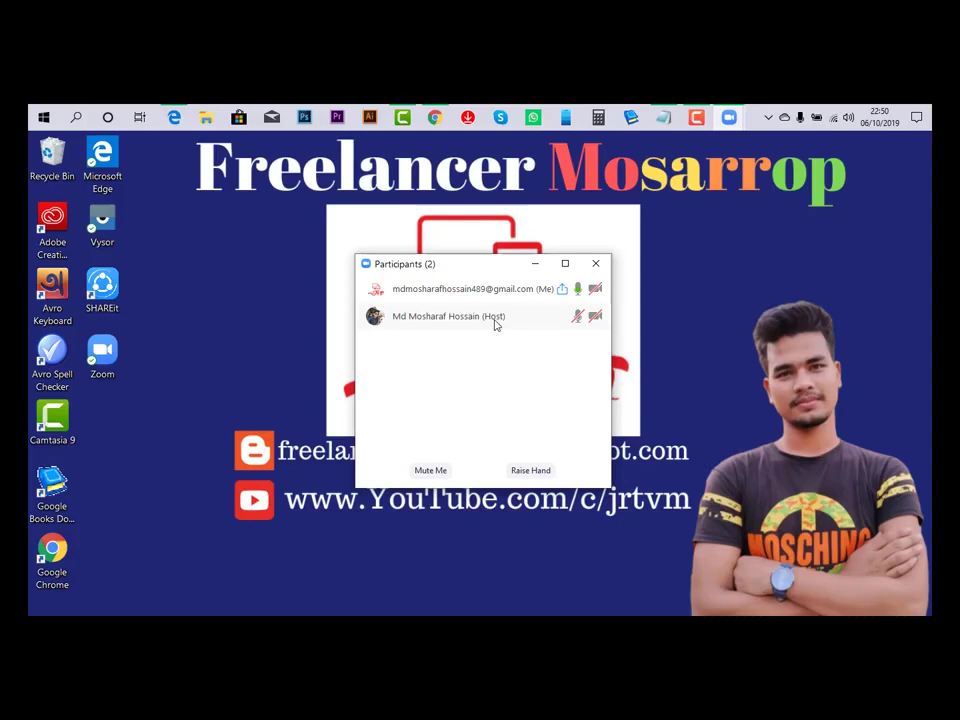 22:50
06/10/2019
Freelancer Mosarrop
Recycle Bin
Microsoft
Edge
Adobe
Creati...
Vysor
Avro
Keyboard
SHAREit
Avro Spell
Checker
Zoom
Camtasia 9
Google
Books Do...
Google
Chrome
Participants (2)
mdmosharafhossain489@gmail.com (Me)
Md Mosharaf Hossain (Host)
Mute Me
Raise Hand
freelan
ot.com
www.YouTube.com/c/jrtvm
MOSCHINO